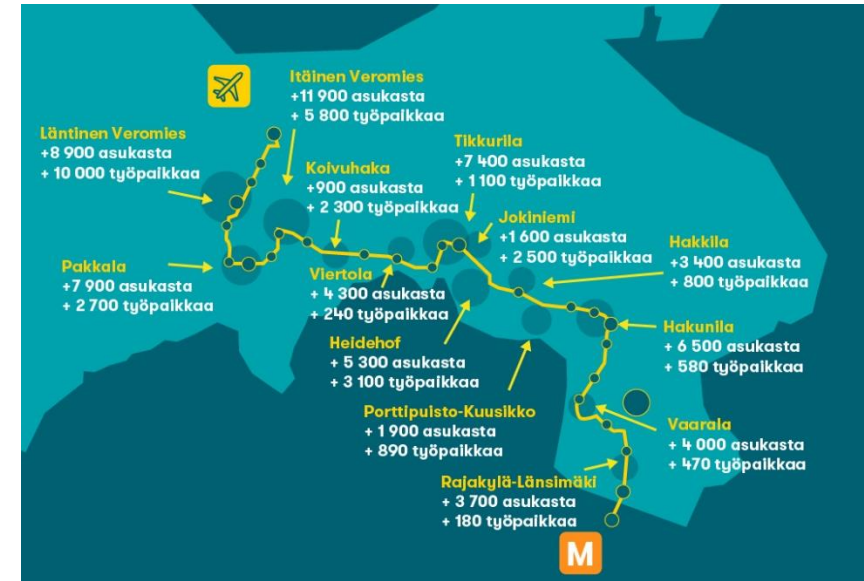 Itäinen Veromies
+11 900 asukasta
+ 5 800 työpaikkaa
Läntinen Veromies
+8 900 asukasta
+ 10 000 työpaikkaa
Koivuhaka
+900 asukasta
+ 2 300 työpaikkaa
Tikkurila
+7 400 asukasta
+ 1 100 työpaikkaa
Jokiniemi
+1 600 asukasta
+ 2 500 työpaikkaa
Hakkila
+3 400 asukasta
+ 800 työpaikkaa
Pakkala
+7 900 asukasta
+ 2 700 työpaikkaa
Viertola
+ 4 300 asukasta
+ 240 työpaikkaa
Heidehof
+ 5 300 asukasta
+ 3 100 työpaikkaa
Hakunila
+ 6 500 asukasta
+ 580 työpaikkaa
Porttipuisto-Kuusikko
+ 1 900 asukasta
+ 890 työpaikkaa
Vaarala
+ 4 000 asukasta
+ 470 työpaikkaa
Rajakylä-Länsimäki
+ 3 700 asukasta
+ 180 työpaikkaa
M